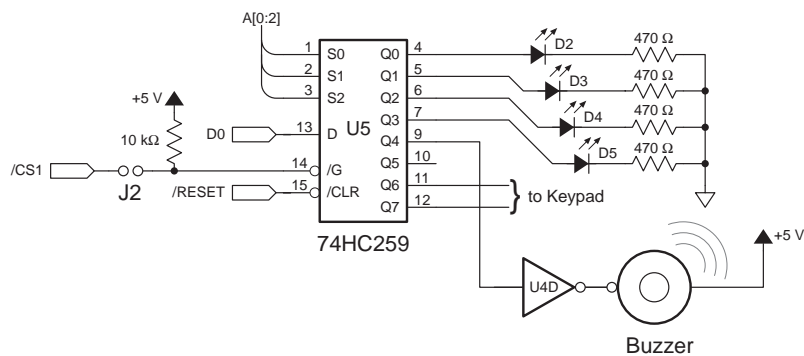 A[0:2]
+5 V
10 kΩ
/CS1
J2
D0
/RESET
1
2
3
13
14
15
S0
S1
S2
D
/G
/CLR
U5
Q0
Q1
Q2
Q3
Q4
Q5
Q6
Q7
4
5
6
7
9
10
11
12
74HC259
D2
D3
D4
D5
470 Ω
470 Ω
470 Ω
470 Ω
to Keypad
U4D
+5 V
Buzzer